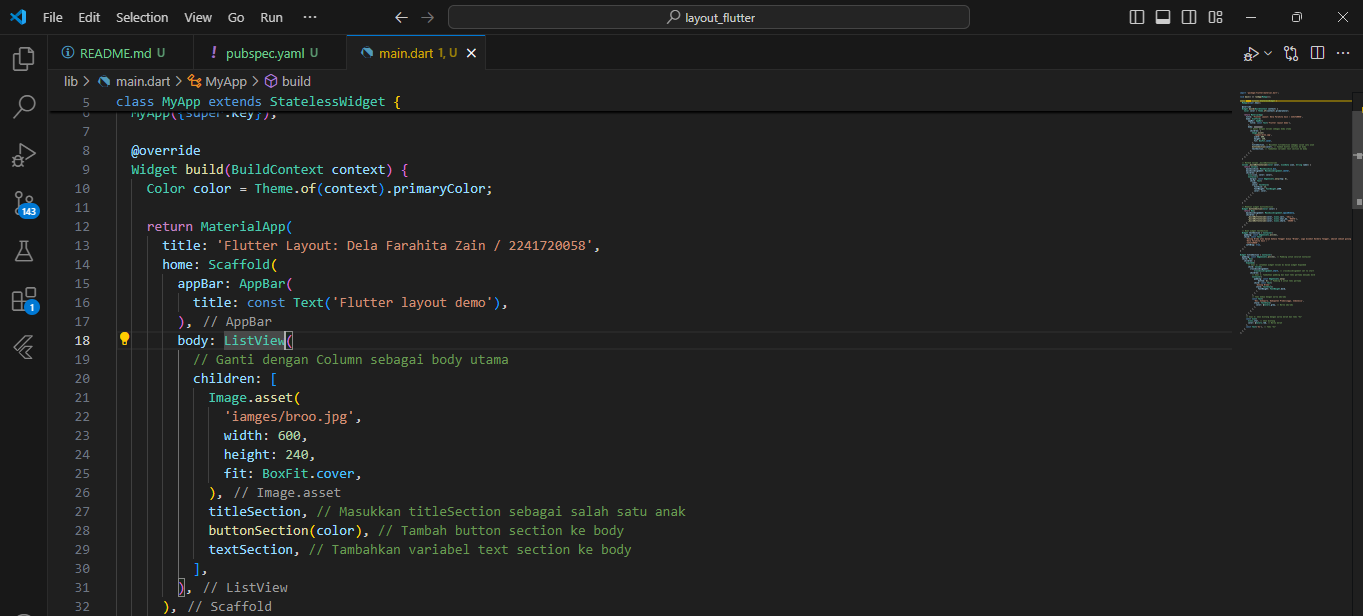 File Edit Selection View Go Run ··· layout_flutter
README.md U pubspec.yaml U main.dart 1, U
lib > main.dart > MyApp > build
5 class MyApp extends StatelessWidget {
6 MyApp({super.key});
7
8 @override
9 Widget build(BuildContext context) {
10 Color color = Theme.of(context).primaryColor;
11
12 return MaterialApp(
13 title: 'Flutter Layout: Dela Farahita Zain / 2241720058',
14 home: Scaffold(
15 appBar: AppBar(
16 title: const Text('Flutter layout demo'),
17 ), // AppBar
18 body: ListView(
19 // Ganti dengan Column sebagai body utama
20 children: [
21 Image.asset(
22 'iamges/broo.jpg',
23 width: 600,
24 height: 240,
25 fit: BoxFit.cover,
26 ), // Image.asset
27 titleSection, // Masukkan titleSection sebagai salah satu anak
28 buttonSection(color), // Tambah button section ke body
29 textSection, // Tambahkan variabel text section ke body
30 ],
31 ), // ListView
32 ), // Scaffold
143
1